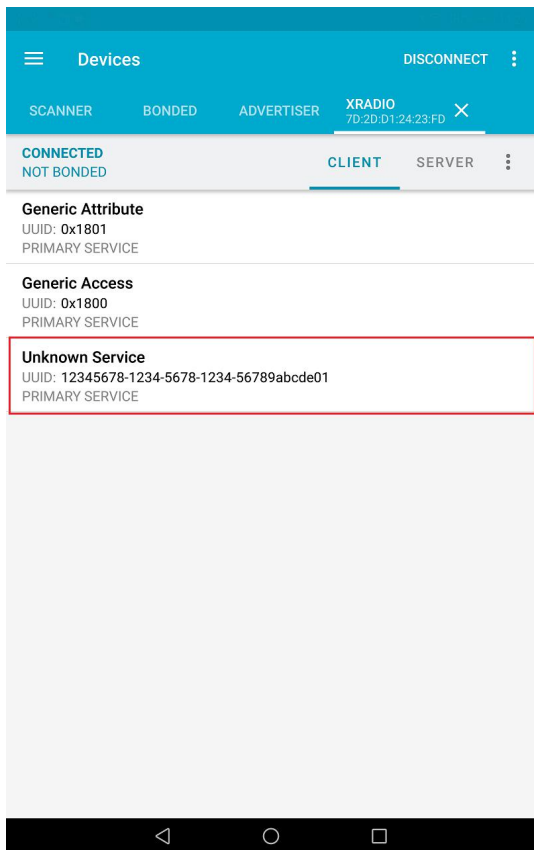 Devices
DISCONNECT
SCANNER
BONDED
ADVERTISER
XRADIO
7D:2D:D1:24:23:FD
CONNECTED
NOT BONDED
CLIENT
SERVER
Generic Attribute
UUID: 0x1801
PRIMARY SERVICE
Generic Access
UUID: 0x1800
PRIMARY SERVICE
Unknown Service
UUID: 12345678-1234-5678-1234-56789abcde01
PRIMARY SERVICE